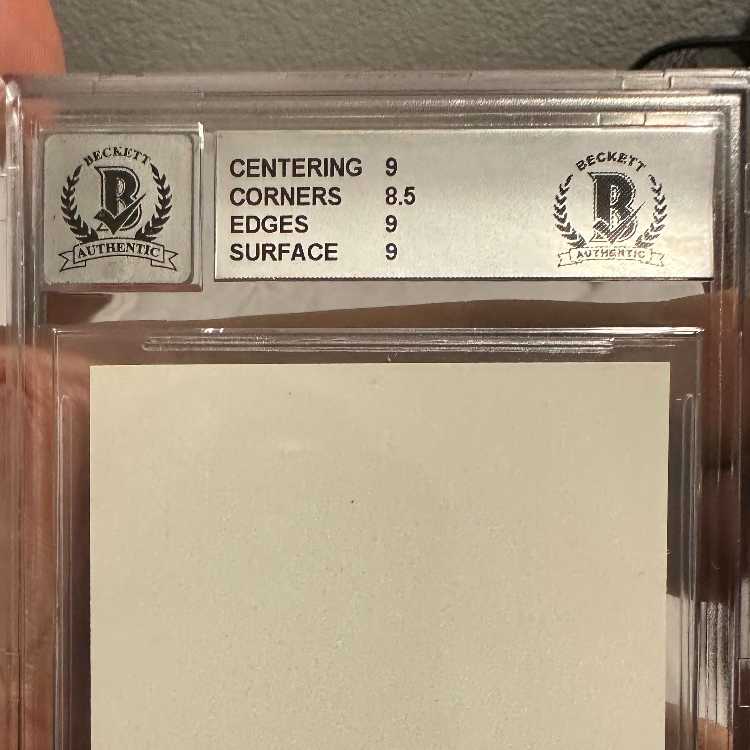 BECKETT
B
AUTHENTIC
CENTERING 9
CORNERS 8.5
EDGES 9
SURFACE 9
BECKETT
B
AUTHENTIC